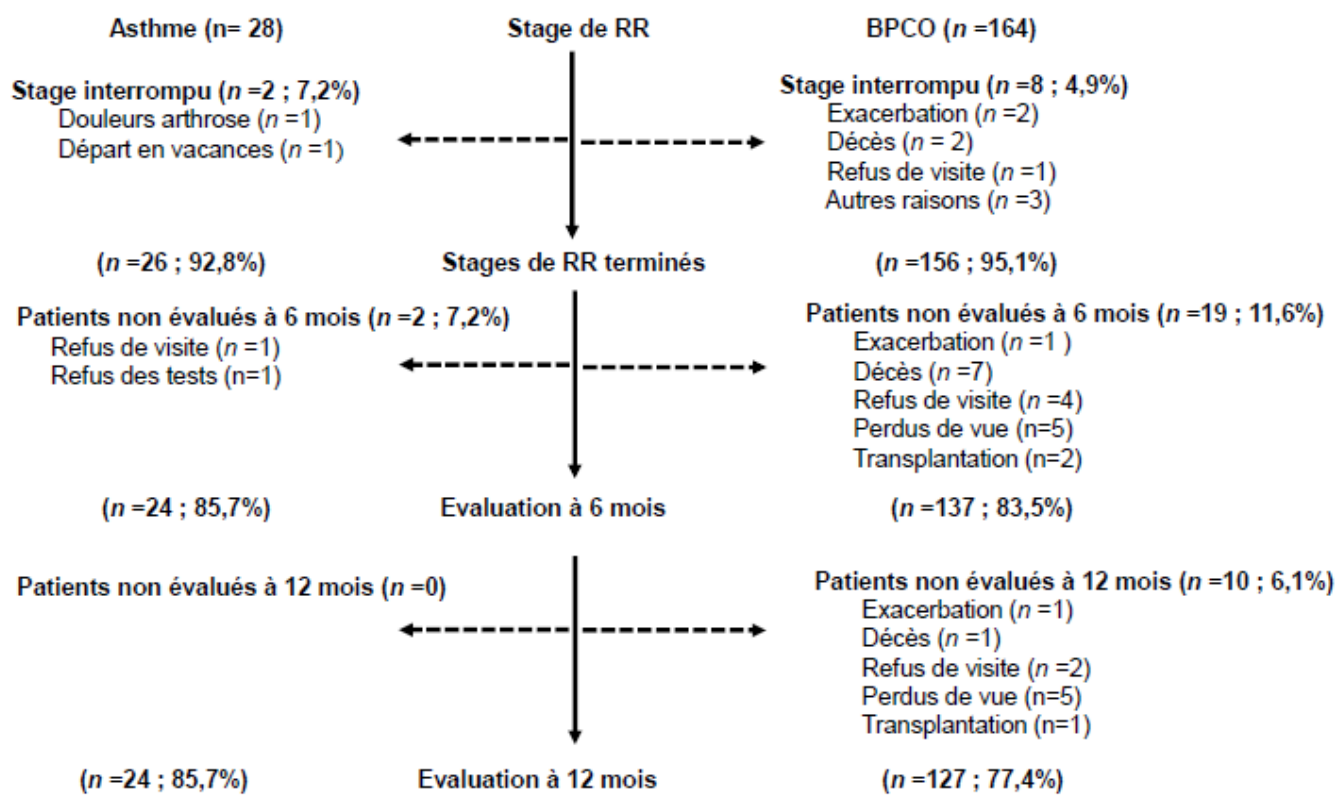 Asthme (n= 28)
Stage de RR
BPCO (n =164)
Stage interrompu (n =2 ; 7,2%)
Douleurs arthrose (n =1)
Départ en vacances (n =1)
Stage interrompu (n =8 ; 4,9%)
Exacerbation (n =2)
Décès (n = 2)
Refus de visite (n =1)
Autres raisons (n =3)
(n =26 ; 92,8%)
Stages de RR terminés
(n =156 ; 95,1%)
Patients non évalués à 6 mois (n =2 ; 7,2%)
Refus de visite (n =1)
Refus des tests (n=1)
Patients non évalués à 6 mois (n =19 ; 11,6%)
Exacerbation (n =1 )
Décès (n =7)
Refus de visite (n =4)
Perdus de vue (n=5)
Transplantation (n=2)
(n =24 ; 85,7%)
Evaluation à 6 mois
(n =137 ; 83,5%)
Patients non évalués à 12 mois (n =0)
Patients non évalués à 12 mois (n =10 ; 6,1%)
Exacerbation (n =1)
Décès (n =1)
Refus de visite (n =2)
Perdus de vue (n=5)
Transplantation (n=1)
(n =24 ; 85,7%)
Evaluation à 12 mois
(n =127 ; 77,4%)